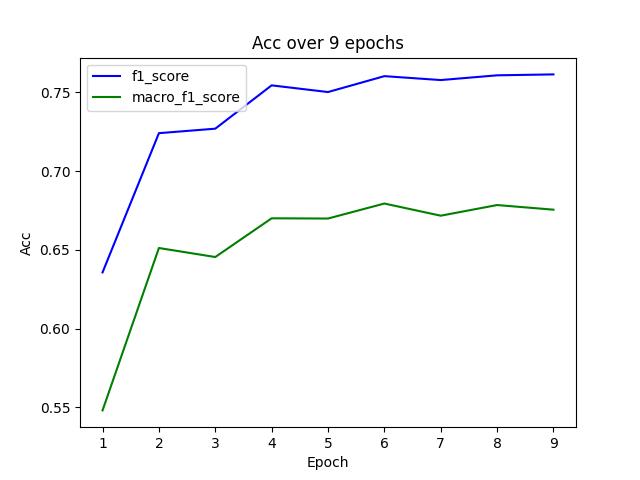 Acc over 9 epochs
f1_score
macro_f1_score
0.75
0.70
0.65
0.60
0.55
Acc
1 2 3 4 5 6 7 8 9
Epoch